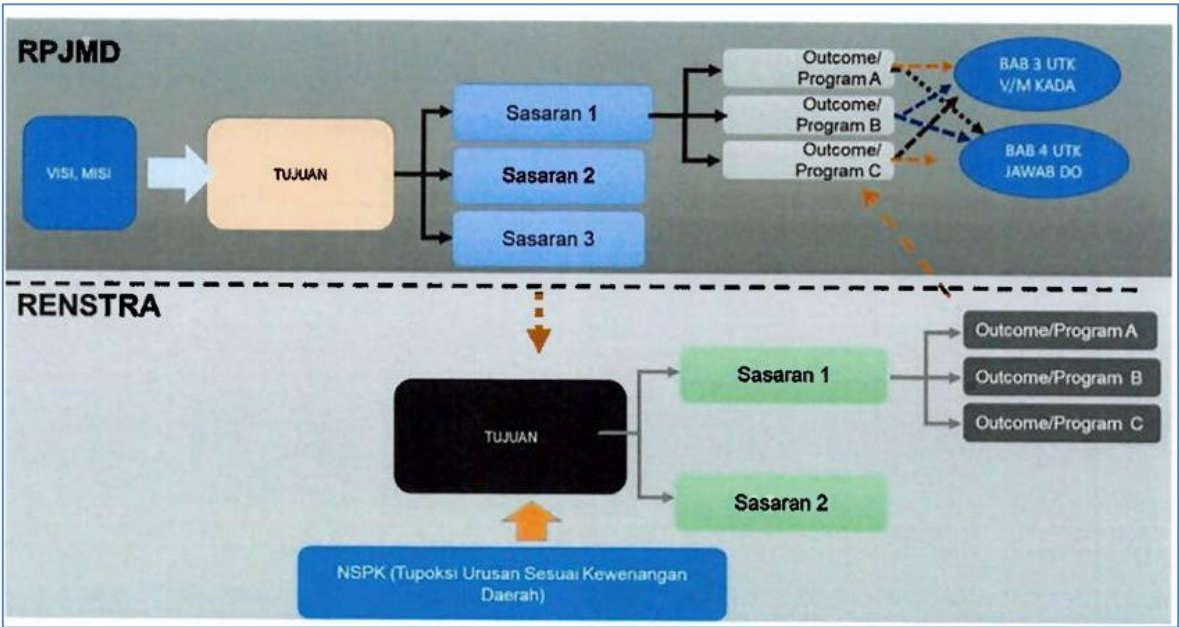 RPJMD
VISI, MISI
TUJUAN
Sasaran 1
Sasaran 2
Sasaran 3
Outcome/
Program A
Outcome/
Program B
Outcome/
Program C
BAB 3 UTK
V/M KADA
BAB 4 UTK
JAWAB DO
RENSTRA
TUJUAN
Sasaran 1
Sasaran 2
Outcome/Program A
Outcome/Program B
Outcome/Program C
NSPK (Tupoksi Urusan Sesuai Kewenangan
Daerah)